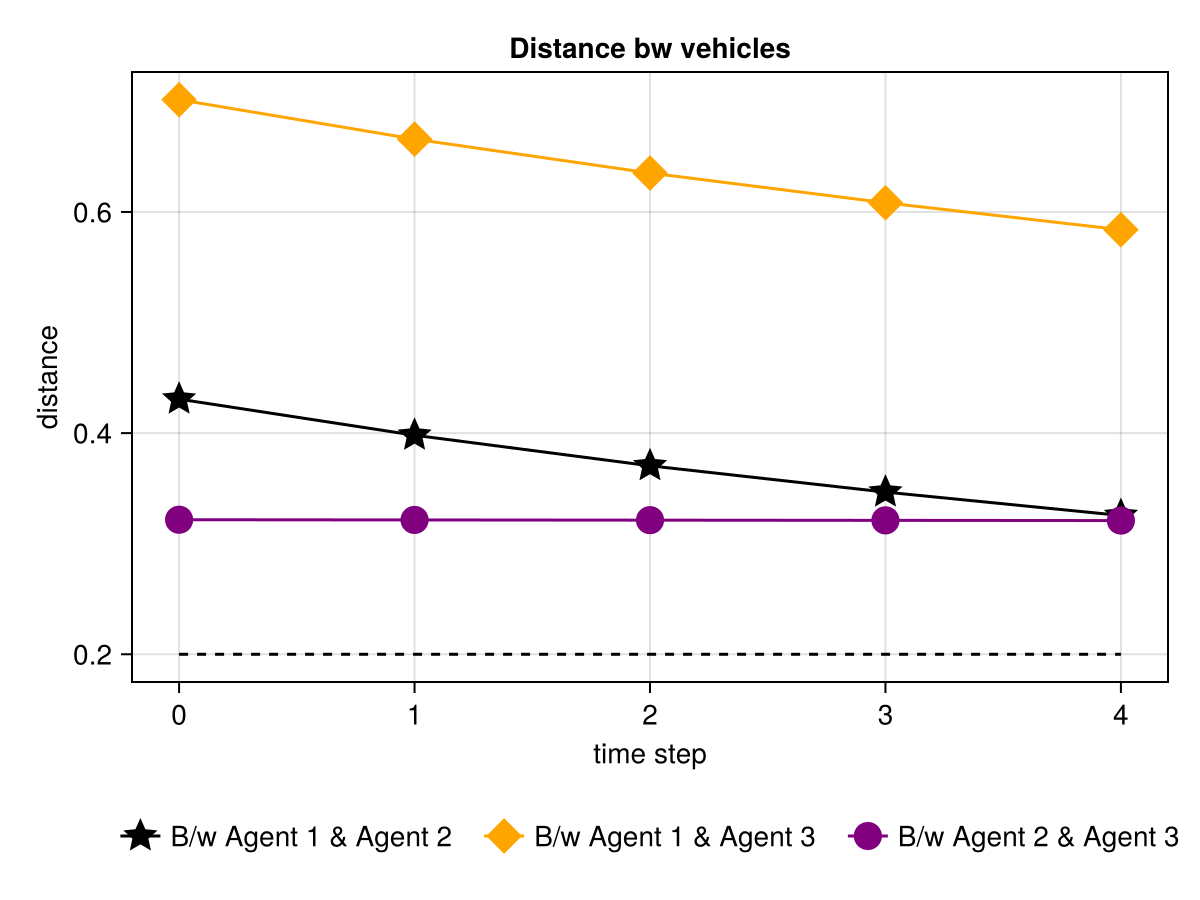 Distance bw vehicles
distance
0.6
0.4
0.2
0 1 2 3 4
time step
B/w Agent 1 & Agent 2 B/w Agent 1 & Agent 3 B/w Agent 2 & Agent 3